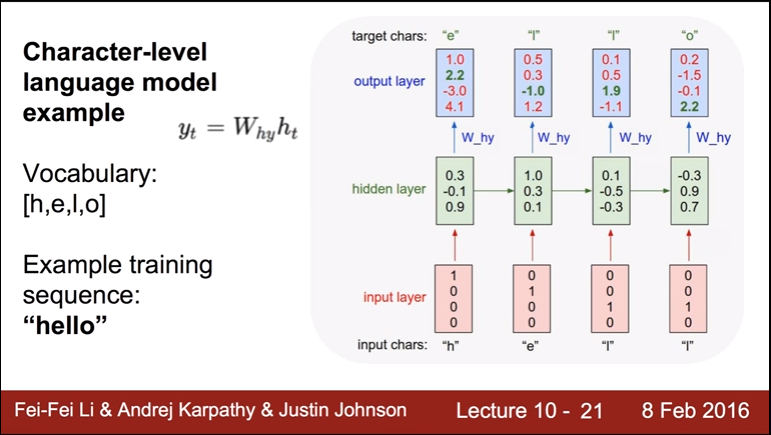 Character-level
language model
example
y_t = W_{hy}h_t
Vocabulary:
[h,e,l,o]
Example training
sequence:
“hello”
target chars: “e” “l” “l” “o”
output layer
1.0 0.5 0.1 0.2
2.2 0.3 0.5 -1.5
-3.0 -1.0 1.9 -0.1
4.1 1.2 -1.1 2.2
W_hy W_hy W_hy W_hy
hidden layer
0.3 1.0 0.1 -0.3
-0.1 0.3 -0.5 0.9
0.9 0.1 -0.3 0.7
input layer
1 0 0 0
0 1 0 0
0 0 1 1
0 0 0 0
input chars: “h” “e” “l” “l”
Fei-Fei Li & Andrej Karpathy & Justin Johnson Lecture 10 - 21 8 Feb 2016